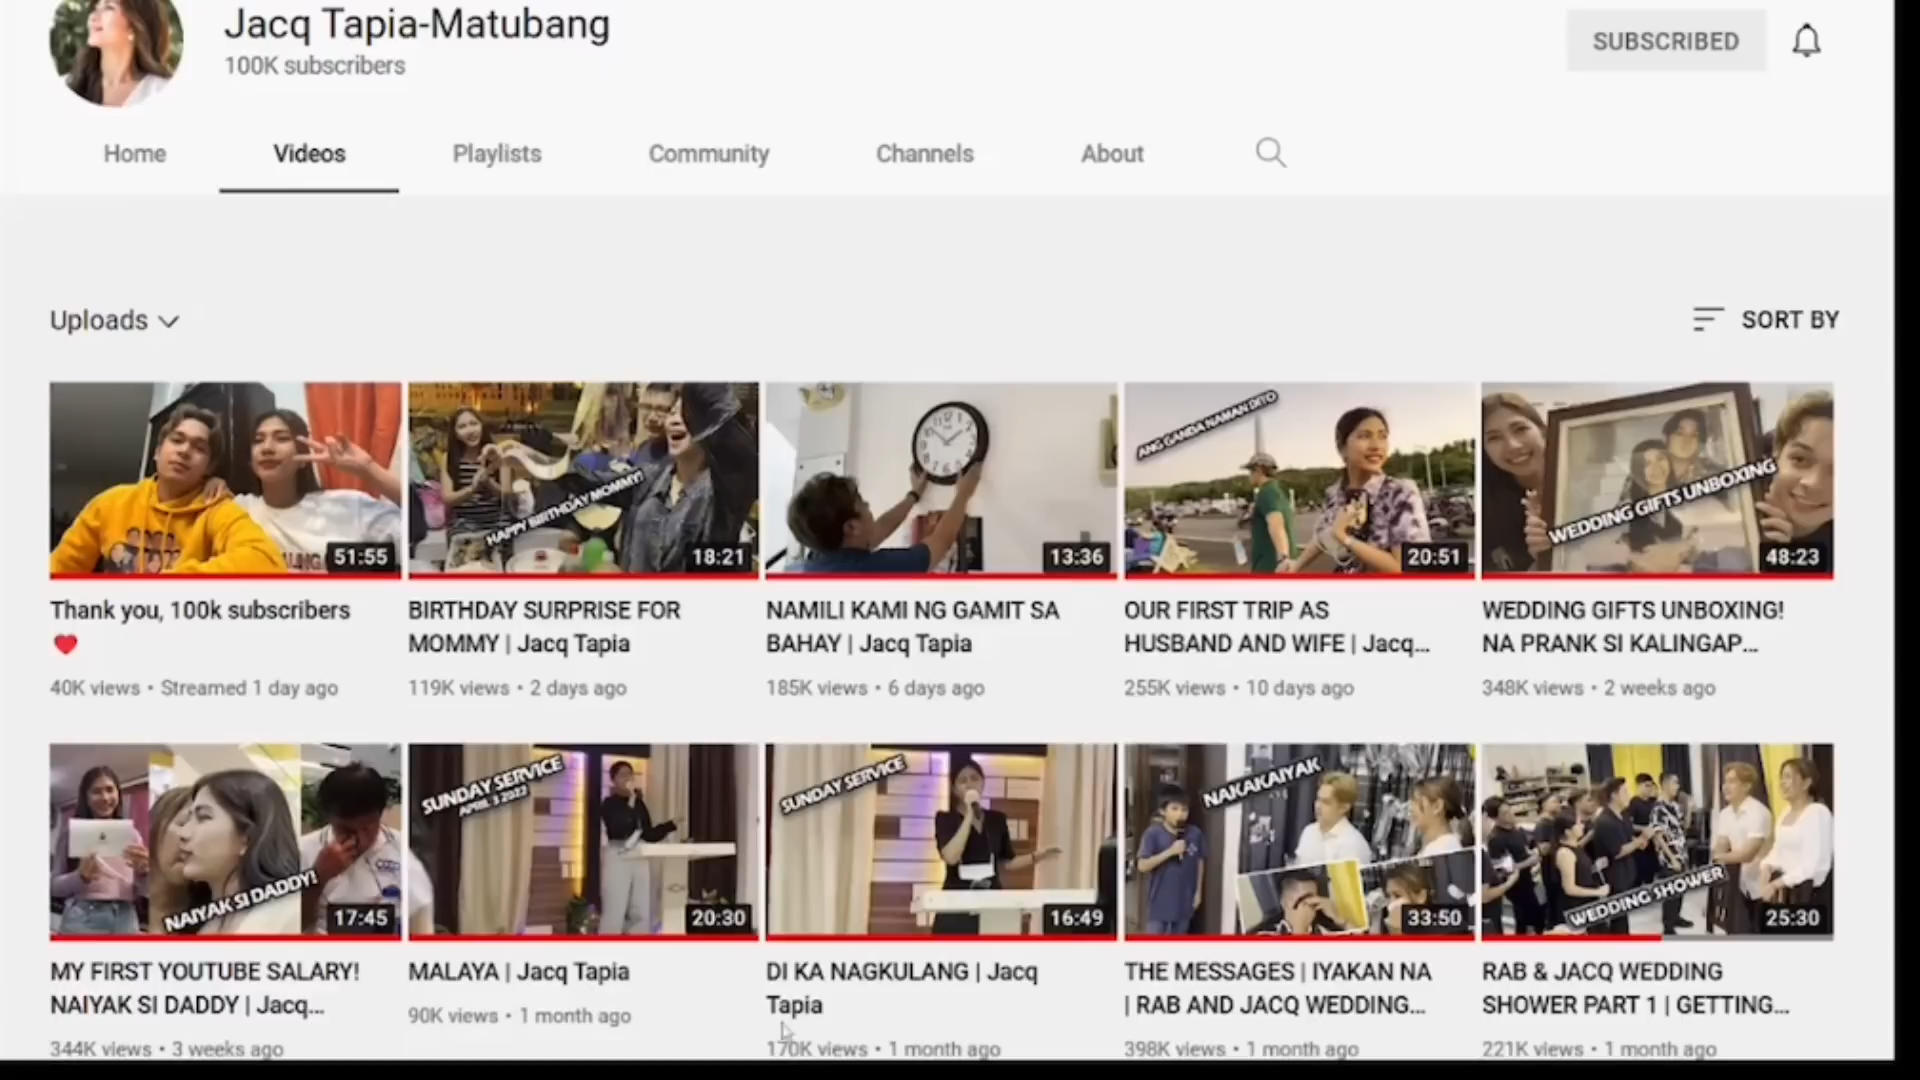 Jacq Tapia-Matubang
100K subscribers
SUBSCRIBED
Home
Videos
Playlists
Community
Channels
About
Uploads
SORT BY
51:55
HAPPY BIRTHDAY MOMMY!
18:21
13:36
ANG GANDA NAMAN DITO
20:51
WEDDING GIFTS UNBOXING
48:23
Thank you, 100k subscribers
❤
40K views • Streamed 1 day ago
BIRTHDAY SURPRISE FOR
MOMMY | Jacq Tapia
119K views • 2 days ago
NAMILI KAMI NG GAMIT SA
BAHAY | Jacq Tapia
185K views • 6 days ago
OUR FIRST TRIP AS
HUSBAND AND WIFE | Jacq...
255K views • 10 days ago
WEDDING GIFTS UNBOXING!
NA PRANK SI KALINGAP...
348K views • 2 weeks ago
NAIYAK SI DADDY!
17:45
SUNDAY SERVICE
APRIL 3 2022
20:30
SUNDAY SERVICE
16:49
NAKAKAIYAK
33:50
WEDDING SHOWER
25:30
MY FIRST YOUTUBE SALARY!
NAIYAK SI DADDY | Jacq...
344K views • 3 weeks ago
MALAYA | Jacq Tapia
90K views • 1 month ago
DI KA NAGKULANG | Jacq
Tapia
170K views • 1 month ago
THE MESSAGES | IYAKAN NA
| RAB AND JACQ WEDDING...
398K views • 1 month ago
RAB & JACQ WEDDING
SHOWER PART 1 | GETTING...
221K views • 1 month ago